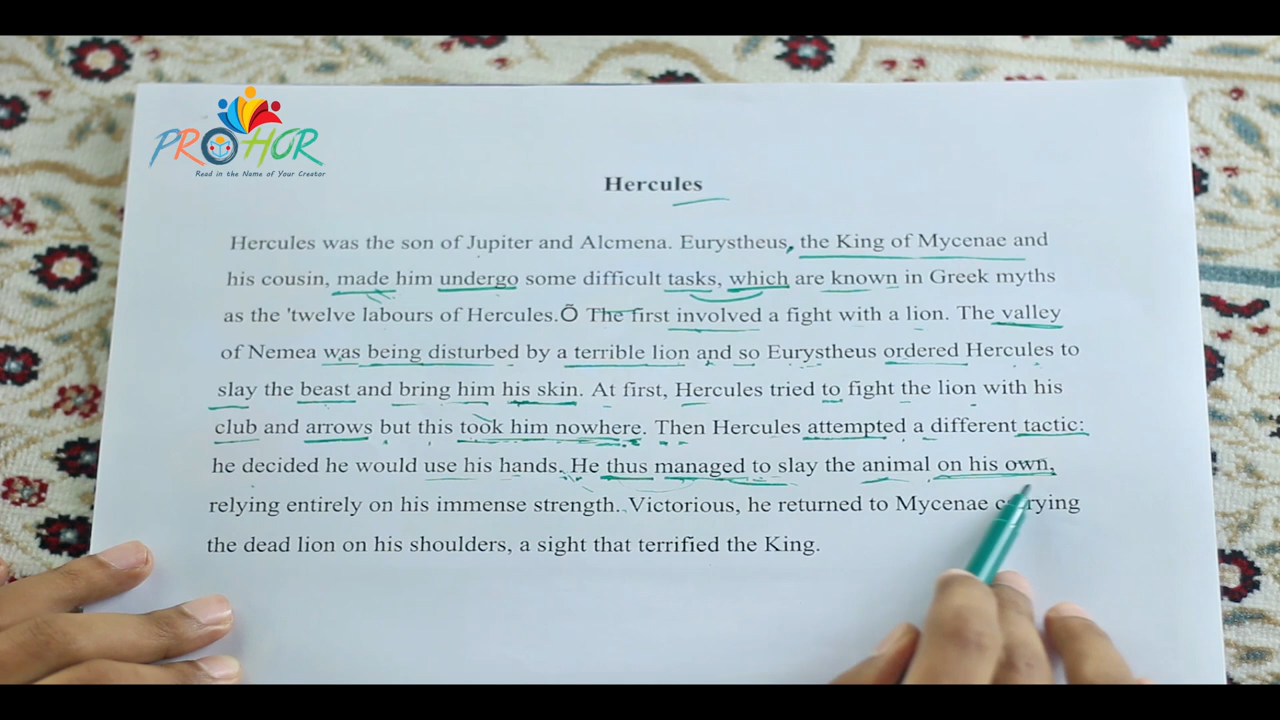 PROHOR
Read in the Name of Your Creator
Hercules
Hercules was the son of Jupiter and Alcmena. Eurystheus, the King of Mycenae and
his cousin, made him undergo some difficult tasks, which are known in Greek myths
as the 'twelve labours of Hercules.Õ The first involved a fight with a lion. The valley
of Nemea was being disturbed by a terrible lion and so Eurystheus ordered Hercules to
slay the beast and bring him his skin. At first, Hercules tried to fight the lion with his
club and arrows but this took him nowhere. Then Hercules attempted a different tactic:
he decided he would use his hands. He thus managed to slay the animal on his own,
relying entirely on his immense strength. Victorious, he returned to Mycenae carrying
the dead lion on his shoulders, a sight that terrified the King.